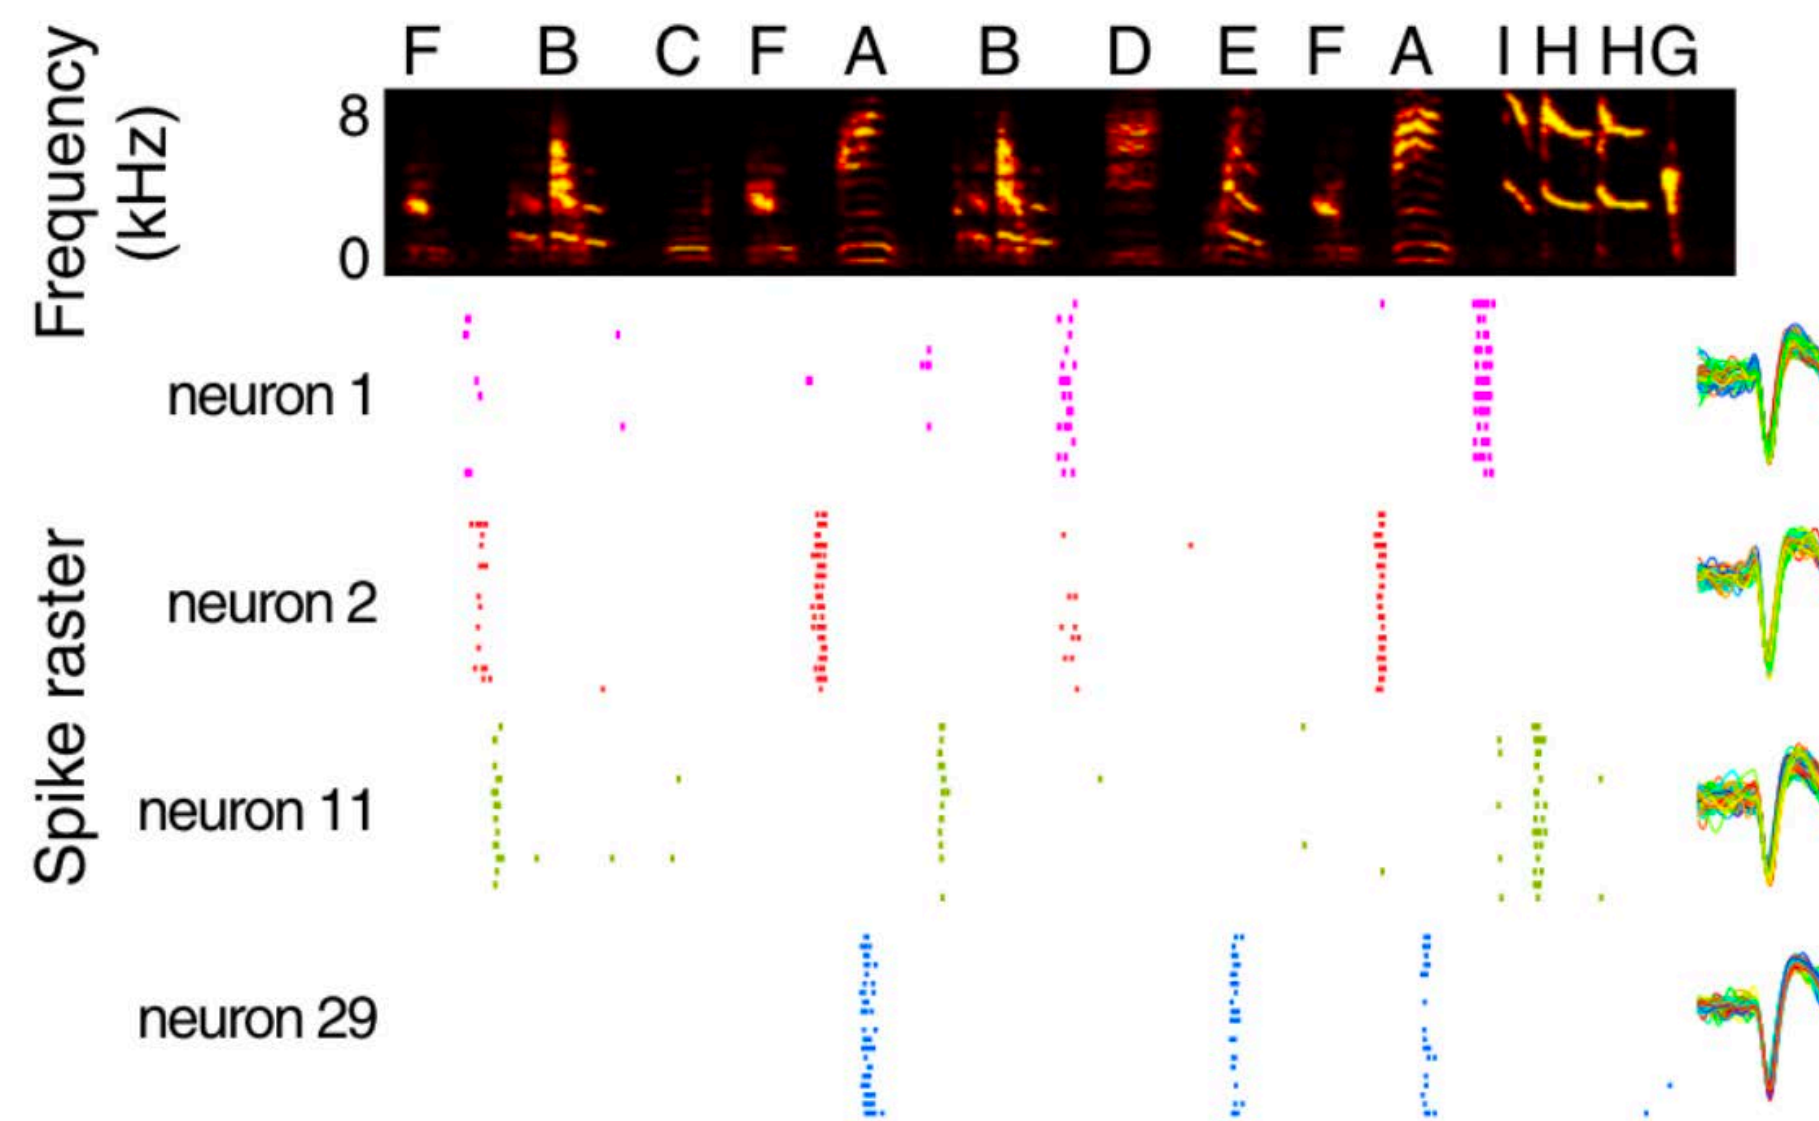 F B C F A B D E F A I H H G
Frequency
(kHz)
8
0
Spike raster
neuron 1
neuron 2
neuron 11
neuron 29